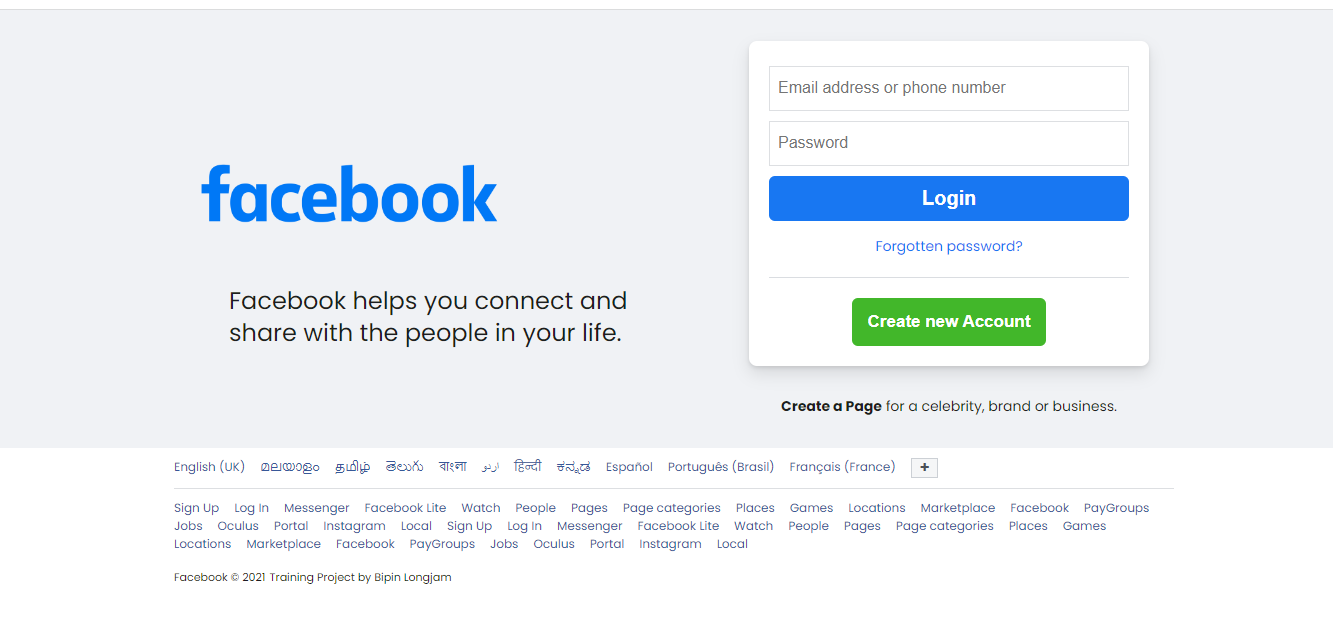 facebook
Facebook helps you connect and
share with the people in your life.
Email address or phone number
Password
Login
Forgotten password?
Create new Account
Create a Page for a celebrity, brand or business.
English (UK) മലയാളം தமிழ் తెలుగు বাংলা اردو हिन्दी ಕನ್ನಡ Español Português (Brasil) Français (France) +
Sign Up Log In Messenger Facebook Lite Watch People Pages Page categories Places Games Locations Marketplace Facebook PayGroups
Jobs Oculus Portal Instagram Local Sign Up Log In Messenger Facebook Lite Watch People Pages Page categories Places Games
Locations Marketplace Facebook PayGroups Jobs Oculus Portal Instagram Local
Facebook © 2021 Training Project by Bipin Longjam